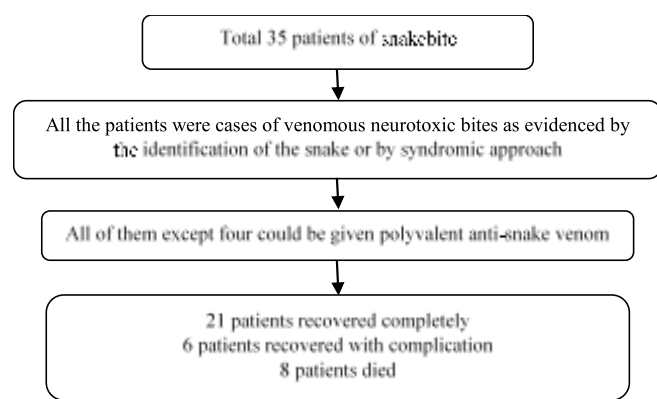 Total 35 patients of snakebite
All the patients were cases of venomous neurotoxic bites as evidenced by
the identification of the snake or by syndromic approach
All of them except four could be given polyvalent anti-snake venom
21 patients recovered completely
6 patients recovered with complication
8 patients died